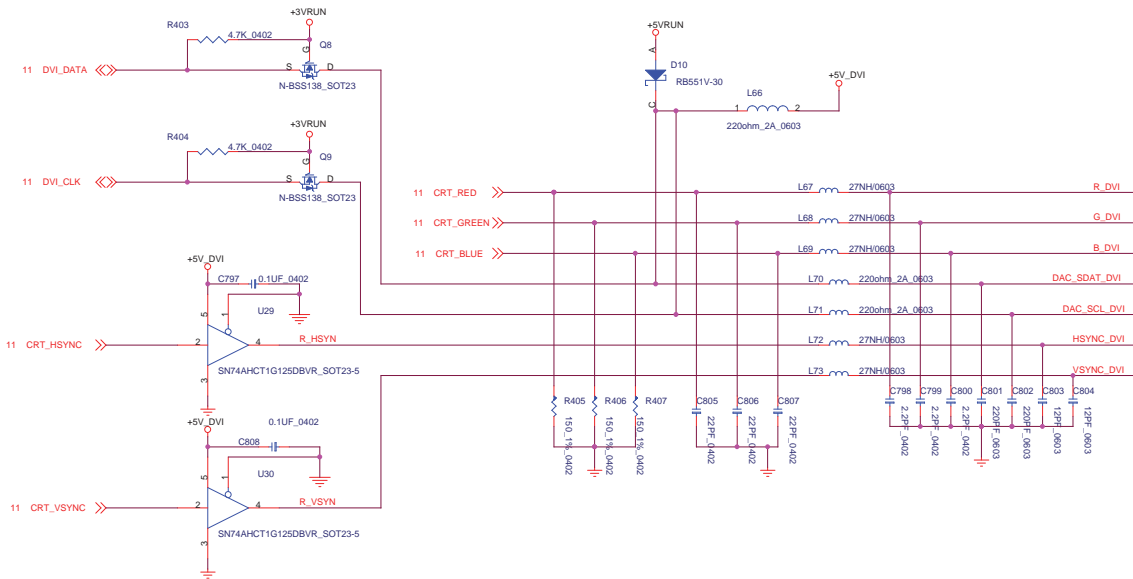 +3VRUN
R403
4.7K_0402
G
Q8
11 DVI_DATA
S
D
N-BSS138_SOT23
+3VRUN
R404
4.7K_0402
G
Q9
11 DVI_CLK
S
D
N-BSS138_SOT23
+5VRUN
A
D10
RB551V-30
C
+5V_DVI
L66
1
2
220ohm_2A_0603
11 CRT_RED
L67
27NH/0603
R_DVI
11 CRT_GREEN
L68
27NH/0603
G_DVI
11 CRT_BLUE
L69
27NH/0603
B_DVI
L70
220ohm_2A_0603
DAC_SDAT_DVI
L71
220ohm_2A_0603
DAC_SCL_DVI
L72
27NH/0603
HSYNC_DVI
L73
27NH/0603
VSYNC_DVI
+5V_DVI
C797
0.1UF_0402
U29
5
1
11 CRT_HSYNC
2
4
R_HSYN
3
SN74AHCT1G125DBVR_SOT23-5
+5V_DVI
0.1UF_0402
C808
U30
5
1
11 CRT_VSYNC
2
4
R_VSYN
3
SN74AHCT1G125DBVR_SOT23-5
R405
150_1%_0402
R406
150_1%_0402
R407
150_1%_0402
C805
22PF_0402
C806
22PF_0402
C807
22PF_0402
C798
2.2PF_0402
C799
2.2PF_0402
C800
2.2PF_0402
C801
220PF_0603
C802
220PF_0603
C803
12PF_0603
C804
12PF_0603